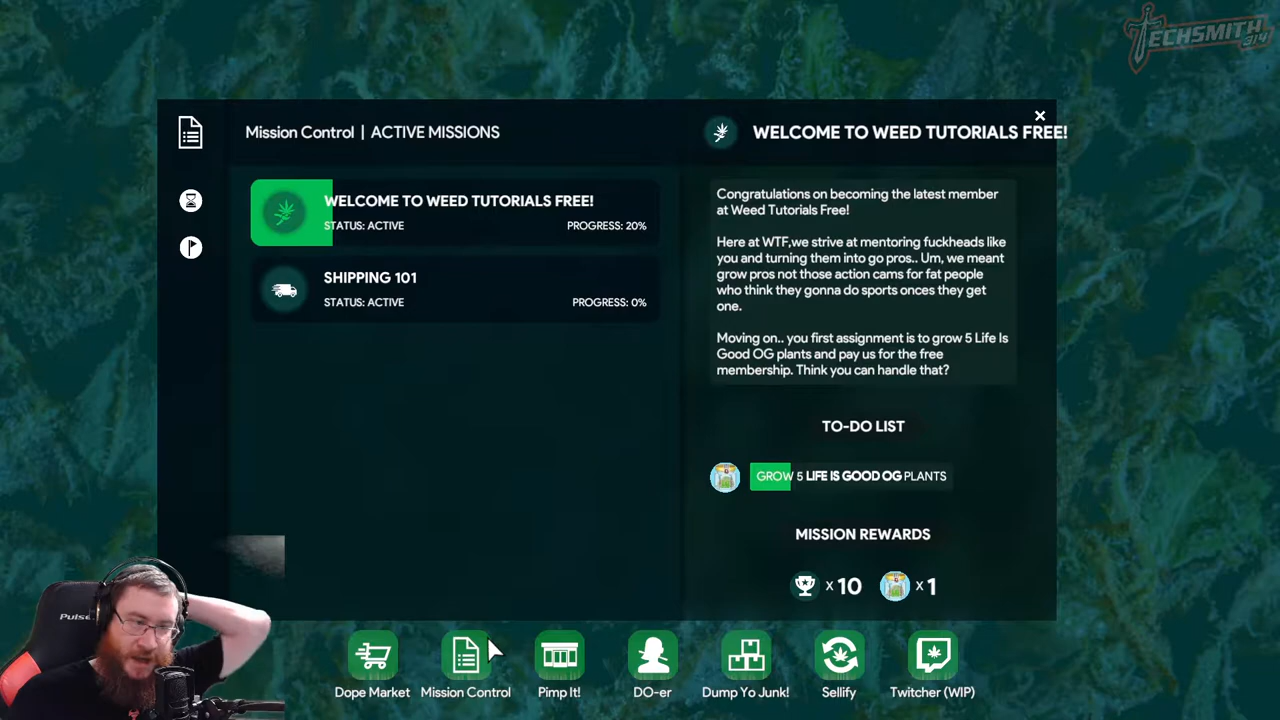 TECHSMITH
314
Mission Control | ACTIVE MISSIONS
WELCOME TO WEED TUTORIALS FREE!
STATUS: ACTIVE
PROGRESS: 20%
SHIPPING 101
STATUS: ACTIVE
PROGRESS: 0%
WELCOME TO WEED TUTORIALS FREE!
Congratulations on becoming the latest member
at Weed Tutorials Free!
Here at WTF,we strive at mentoring fuckheads like
you and turning them into go pros.. Um, we meant
grow pros not those action cams for fat people
who think they gonna do sports onces they get
one.
Moving on.. you first assignment is to grow 5 Life Is
Good OG plants and pay us for the free
membership. Think you can handle that?
TO-DO LIST
GROW 5 LIFE IS GOOD OG PLANTS
MISSION REWARDS
x 10
x 1
Pulse
Dope Market
Mission Control
Pimp It!
DO-er
Dump Yo Junk!
Sellify
Twitcher (WIP)